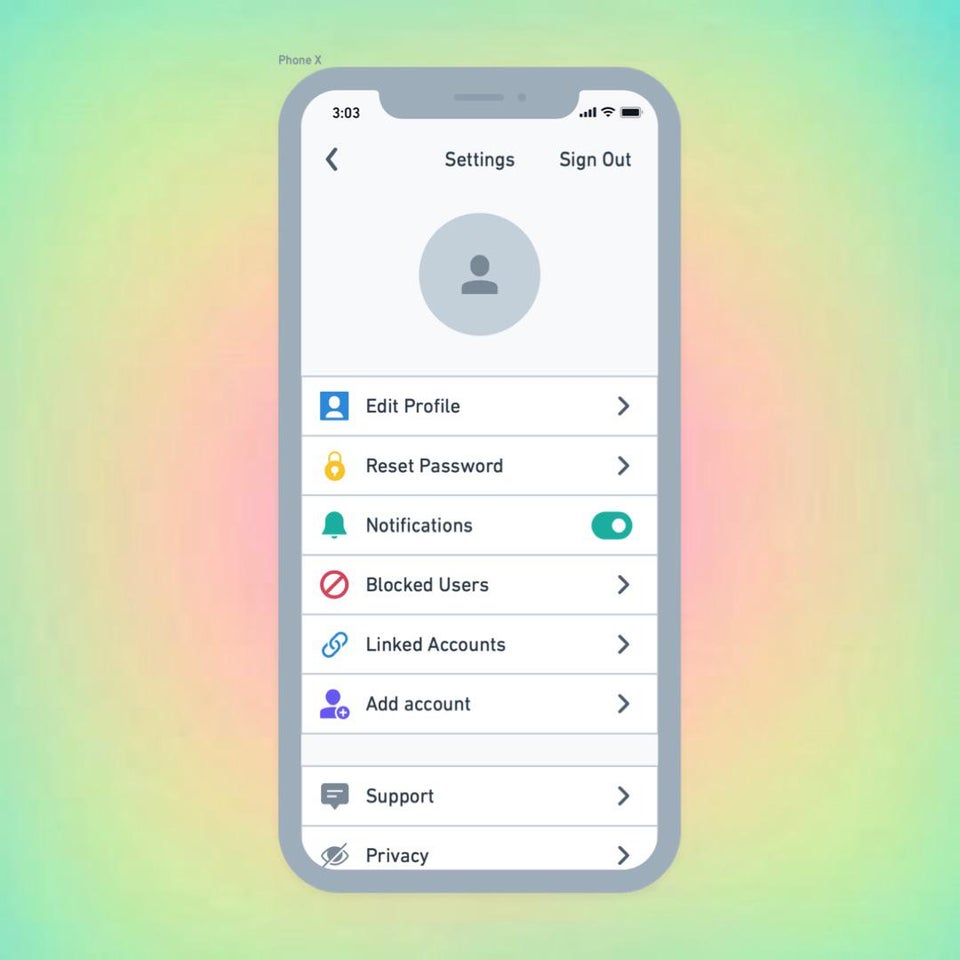 Phone X
3:03
Settings
Sign Out
Edit Profile
Reset Password
Notifications
Blocked Users
Linked Accounts
Add account
Support
Privacy